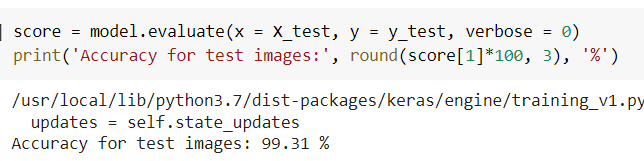 score = model.evaluate(x = X_test, y = y_test, verbose = 0)
print('Accuracy for test images:', round(score[1]*100, 3), '%')
/usr/local/lib/python3.7/dist-packages/keras/engine/training_v1.py
updates = self.state_updates
Accuracy for test images: 99.31 %